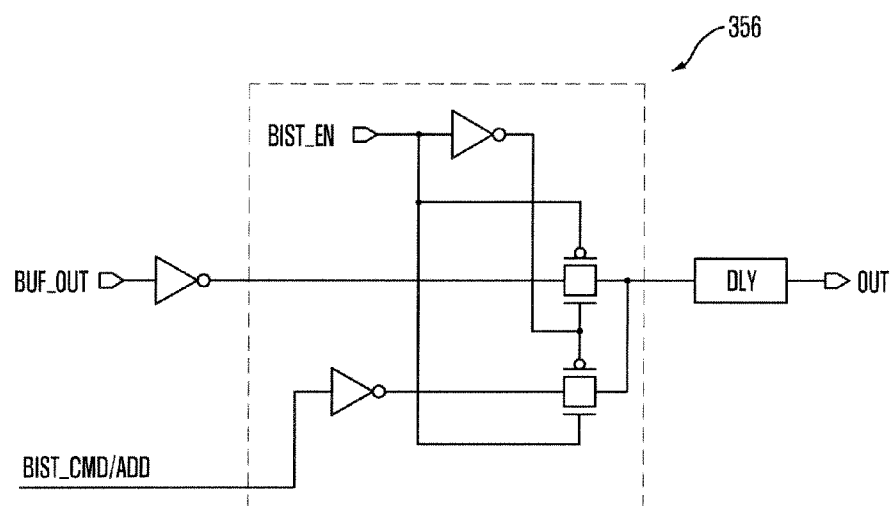 356
BIST_EN
BUF_OUT
DLY
OUT
BIST_CMD/ADD